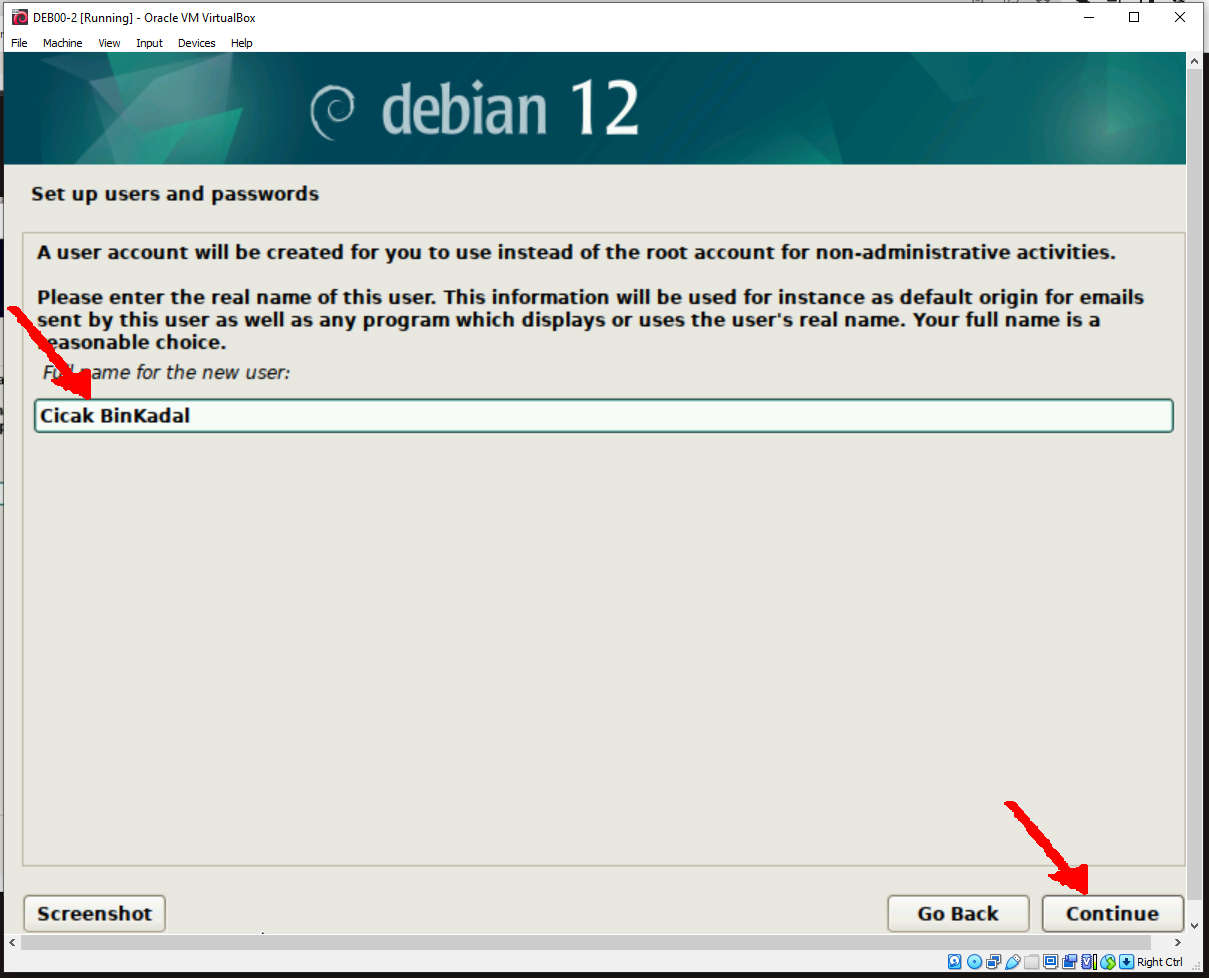 DEB00-2 [Running] - Oracle VM VirtualBox
File Machine View Input Devices Help
debian 12
Set up users and passwords
A user account will be created for you to use instead of the root account for non-administrative activities.
Please enter the real name of this user. This information will be used for instance as default origin for emails
sent by this user as well as any program which displays or uses the user's real name. Your full name is a
reasonable choice.
Full name for the new user:
Cicak BinKadal
Screenshot Go Back Continue
Right Ctrl